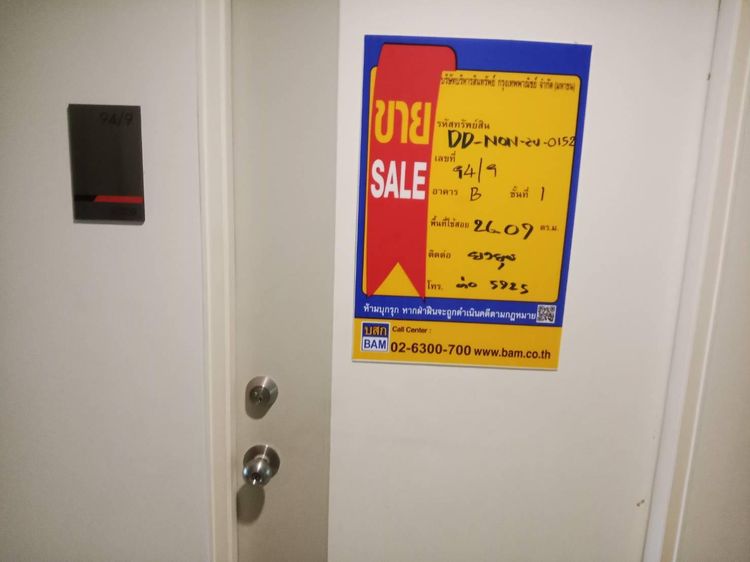 94/9
บริษัทบริหารสินทรัพย์ กรุงเทพพาณิชย์ จำกัด (มหาชน)
ขาย
SALE
รหัสทรัพย์สิน
DD-NON-ขง-0152
เลขที่
94/9
อาคาร B ชั้นที่ 1
พื้นที่ใช้สอย 26.09 ตร.ม.
ติดต่อ
โทร. ต่อ 5925
ห้ามบุกรุก หากฝ่าฝืนจะถูกดำเนินคดีตามกฎหมาย
บสก
BAM
Call Center :
02-6300-700 www.bam.co.th